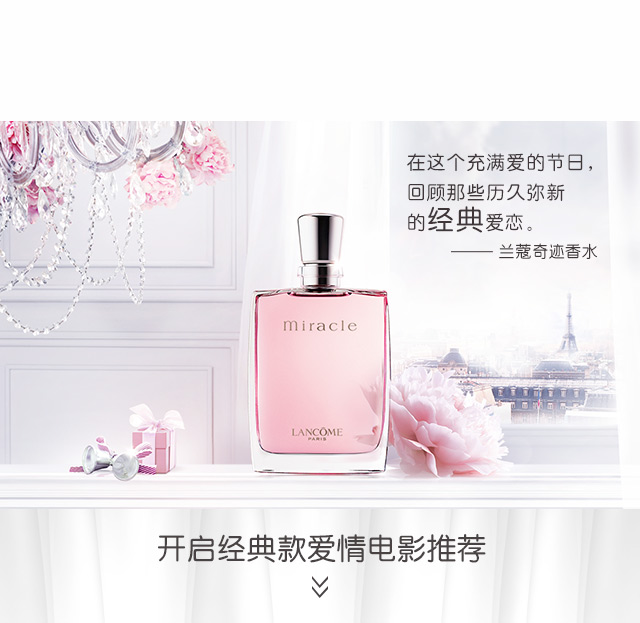 在这个充满爱的节日，
回顾那些历久弥新
的经典爱恋。
—— 兰蔻奇迹香水
miracle
LANCÔME
PARIS
开启经典款爱情电影推荐